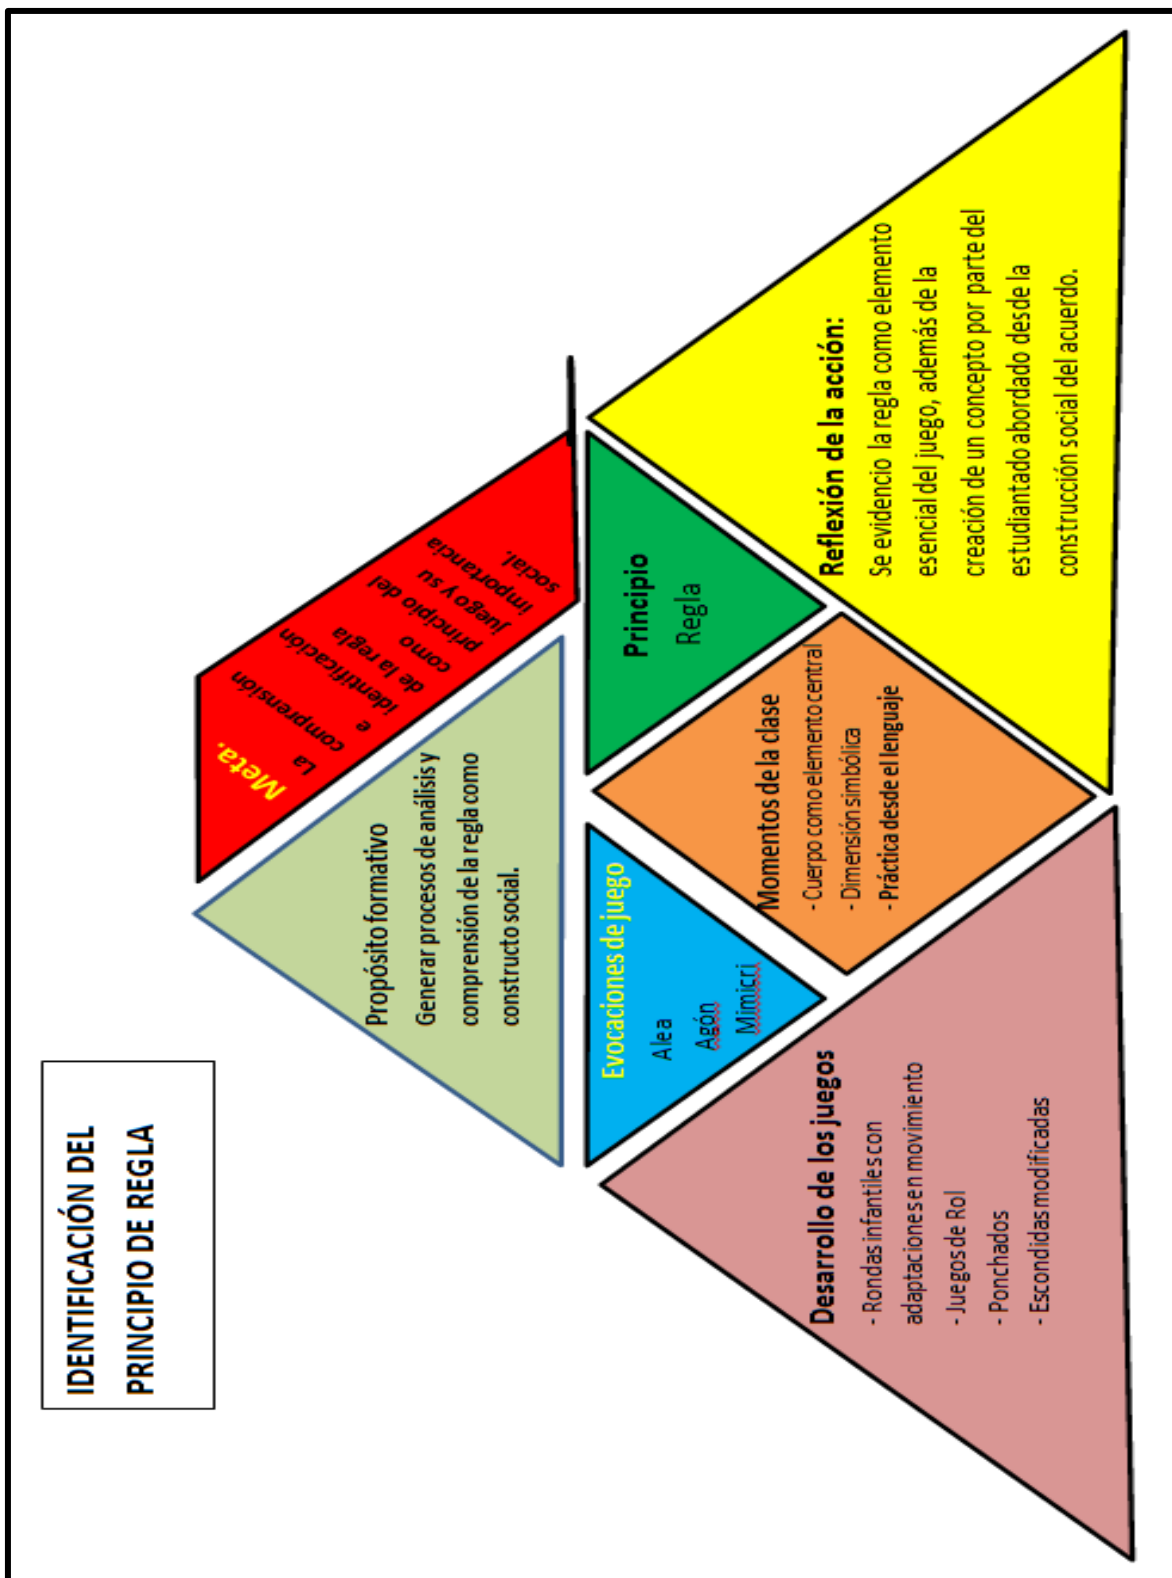 IDENTIFICACIÓN DEL
PRINCIPIO DE REGLA
Meta.
La
comprensión
e
identificación
de la regla
como
principio del
juego y su
importancia
social.
Propósito formativo
Generar procesos de análisis y
comprensión de la regla como
constructo social.
Evocaciones de juego
Alea
Agón
Mimicri
Principio
Regla
Momentos de la clase
- Cuerpo como elemento central
- Dimensión simbólica
- Práctica desde el lenguaje
Desarrollo de los juegos
- Rondas infantiles con
adaptaciones en movimiento
- Juegos de Rol
- Ponchados
- Escondidas modificadas
Reflexión de la acción:
Se evidencio la regla como elemento
esencial del juego, además de la
creación de un concepto por parte del
estudiantado abordado desde la
construcción social del acuerdo.